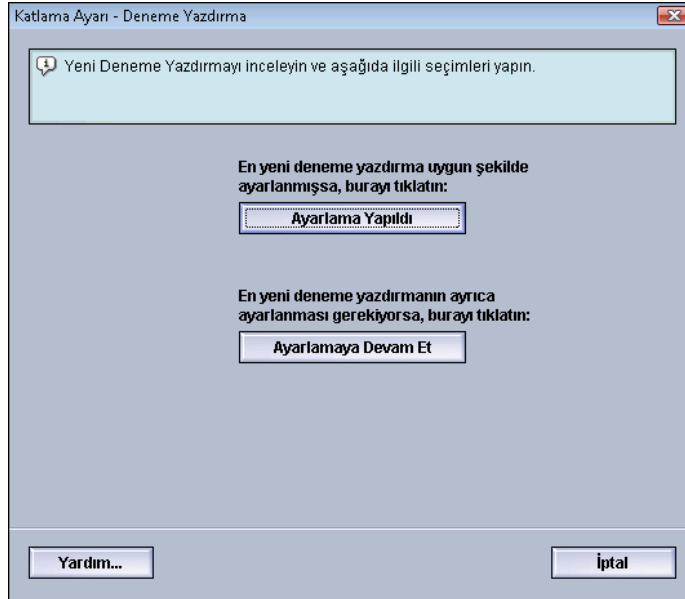 Katlama Ayarı - Deneme Yazdırma
Yeni Deneme Yazdırmayı inceleyin ve aşağıda ilgili seçimleri yapın.
En yeni deneme yazdırma uygun şekilde
ayarlanmışsa, burayı tıklatın:
Ayarlama Yapıldı
En yeni deneme yazdırmanın ayrıca
ayarlanması gerekiyorsa, burayı tıklatın:
Ayarlamaya Devam Et
Yardım...
İptal